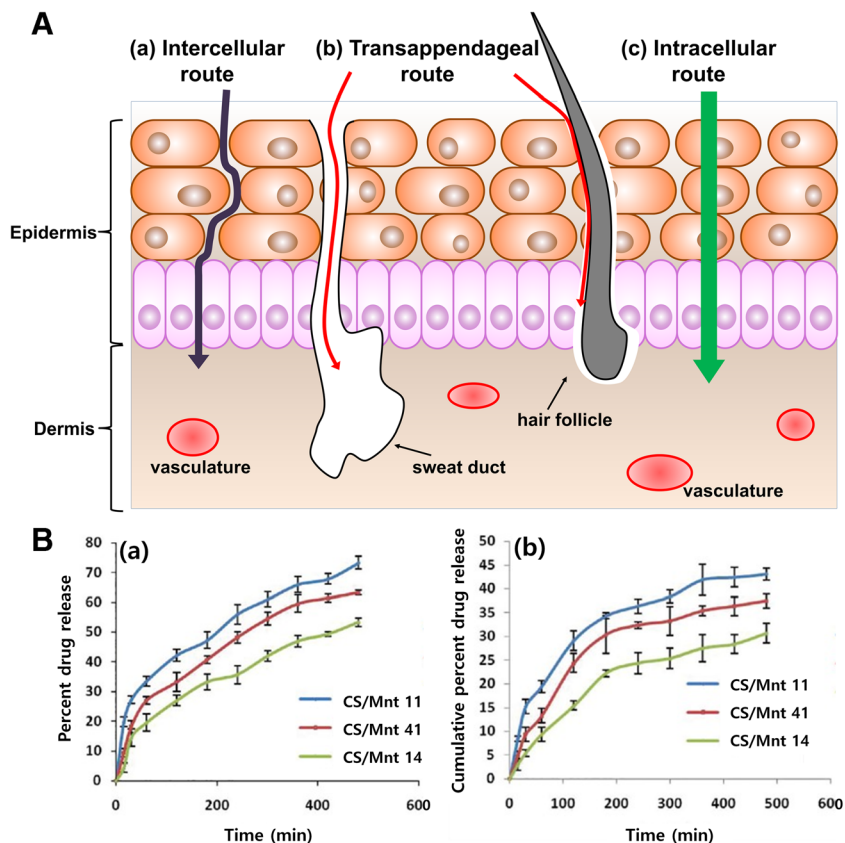 A
(a) Intercellular
route
(b) Transappendageal
route
(c) Intracellular
route
Epidermis
Dermis
vasculature
sweat duct
hair follicle
vasculature
B
(a)
Percent drug release
80
70
60
50
40
30
20
10
0
CS/Mnt 11
CS/Mnt 41
CS/Mnt 14
0
200
400
600
Time (min)
(b)
Cumulative percent drug release
50
45
40
35
30
25
20
15
10
5
0
CS/Mnt 11
CS/Mnt 41
CS/Mnt 14
0
100
200
300
400
500
600
Time (min)